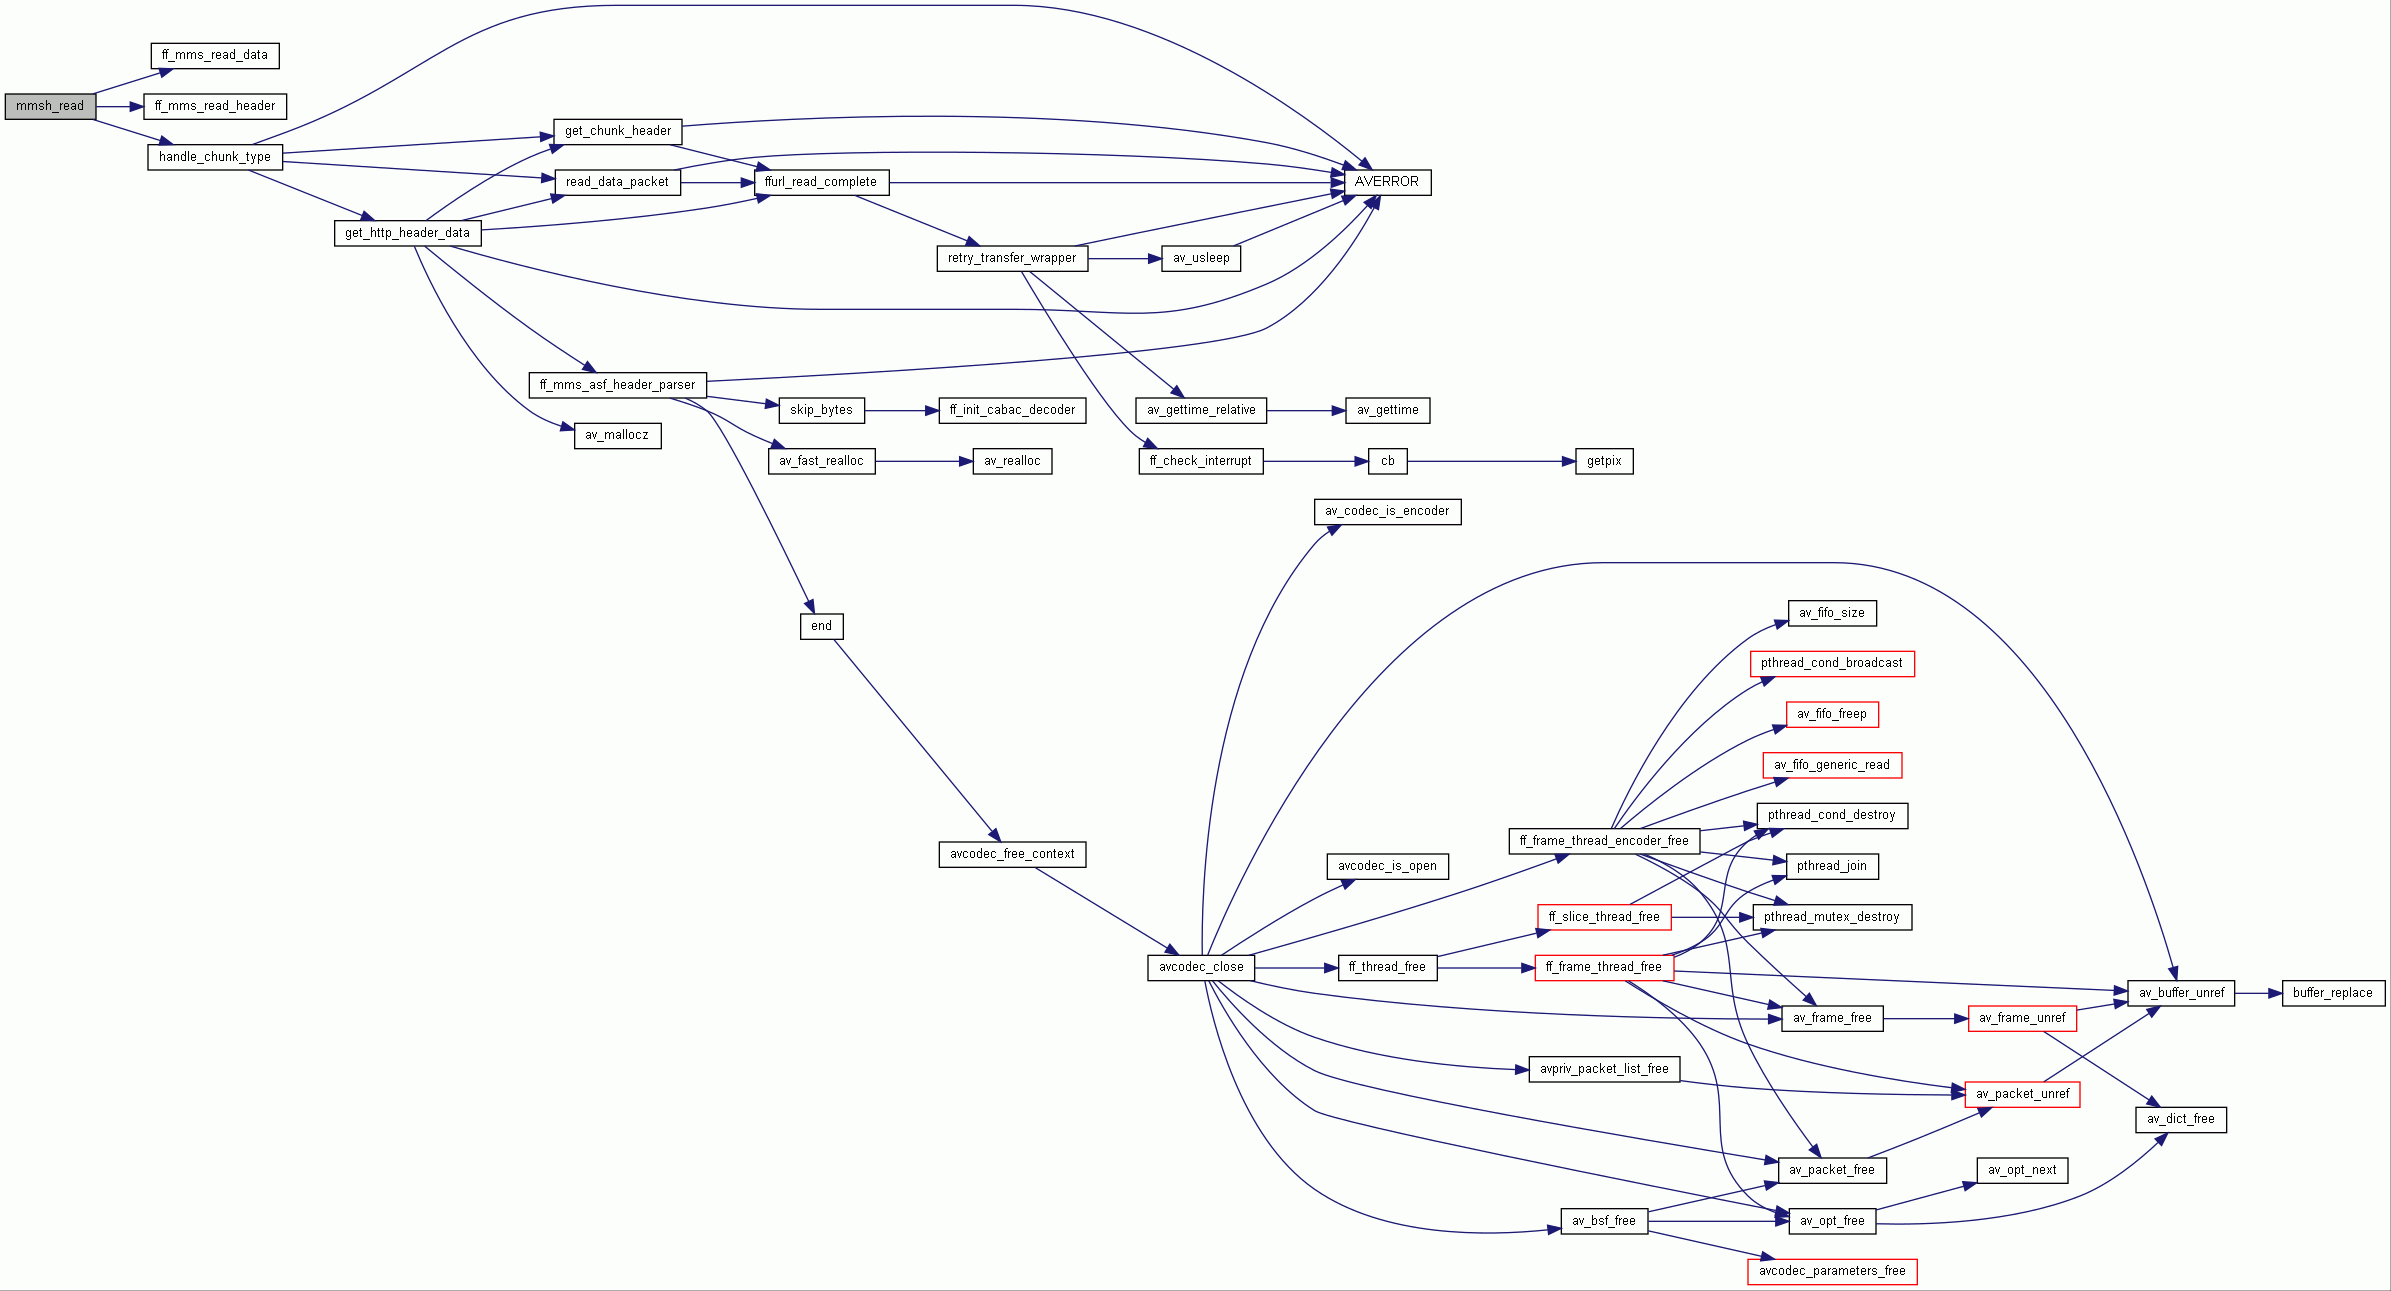 mmsh_read
ff_mms_read_data
ff_mms_read_header
handle_chunk_type
get_http_header_data
get_chunk_header
read_data_packet
ffurl_read_complete
AVERROR
retry_transfer_wrapper
av_usleep
ff_mms_asf_header_parser
av_mallocz
skip_bytes
ff_init_cabac_decoder
av_fast_realloc
av_realloc
av_gettime_relative
av_gettime
ff_check_interrupt
cb
getpix
end
avcodec_free_context
avcodec_close
av_codec_is_encoder
avcodec_is_open
ff_thread_free
ff_frame_thread_encoder_free
ff_slice_thread_free
ff_frame_thread_free
avpriv_packet_list_free
av_bsf_free
av_fifo_size
pthread_cond_broadcast
av_fifo_freep
av_fifo_generic_read
pthread_cond_destroy
pthread_join
pthread_mutex_destroy
av_frame_free
av_packet_free
av_opt_free
avcodec_parameters_free
av_frame_unref
av_packet_unref
av_opt_next
av_buffer_unref
av_dict_free
buffer_replace